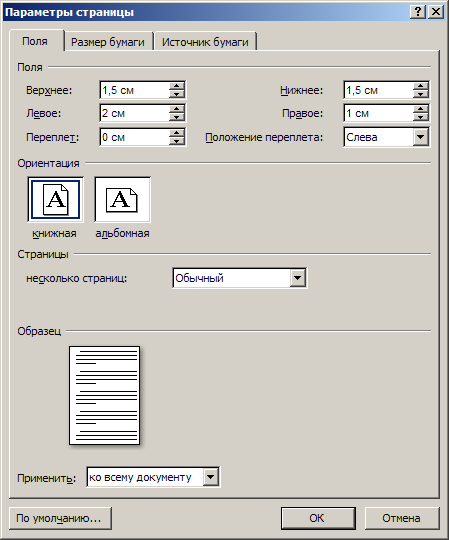 Параметры страницы
Поля Размер бумаги Источник бумаги
Поля
Верхнее: 1,5 см Нижнее: 1,5 см
Левое: 2 см Правое: 1 см
Переплет: 0 см Положение переплета: Слева
Ориентация
A A
книжная альбомная
Страницы
несколько страниц: Обычный
Образец
Применить: ко всему документу
По умолчанию... ОК Отмена